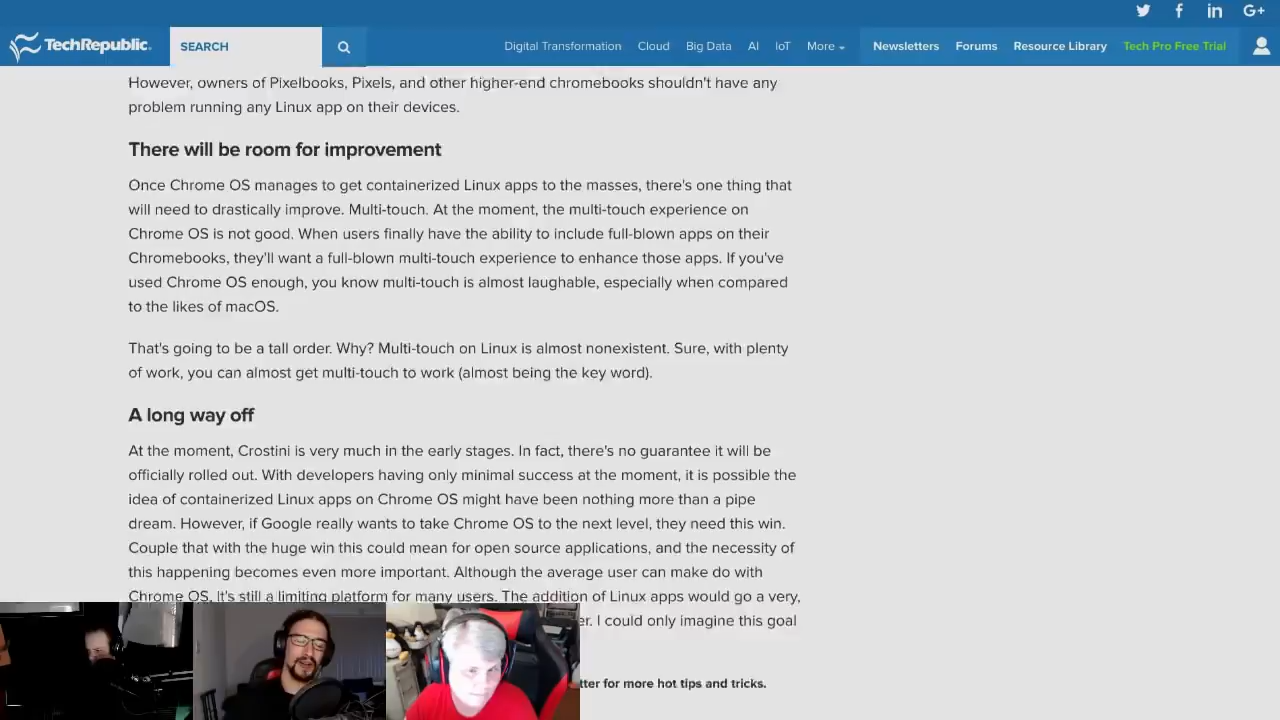 TechRepublic.
SEARCH
Digital Transformation Cloud Big Data AI IoT More Newsletters Forums Resource Library Tech Pro Free Trial
However, owners of Pixelbooks, Pixels, and other higher-end chromebooks shouldn't have any
problem running any Linux app on their devices.
There will be room for improvement
Once Chrome OS manages to get containerized Linux apps to the masses, there's one thing that
will need to drastically improve. Multi-touch. At the moment, the multi-touch experience on
Chrome OS is not good. When users finally have the ability to include full-blown apps on their
Chromebooks, they'll want a full-blown multi-touch experience to enhance those apps. If you've
used Chrome OS enough, you know multi-touch is almost laughable, especially when compared
to the likes of macOS.
That's going to be a tall order. Why? Multi-touch on Linux is almost nonexistent. Sure, with plenty
of work, you can almost get multi-touch to work (almost being the key word).
A long way off
At the moment, Crostini is very much in the early stages. In fact, there's no guarantee it will be
officially rolled out. With developers having only minimal success at the moment, it is possible the
idea of containerized Linux apps on Chrome OS might have been nothing more than a pipe
dream. However, if Google really wants to take Chrome OS to the next level, they need this win.
Couple that with the huge win this could mean for open source applications, and the necessity of
this happening becomes even more important. Although the average user can make do with
Chrome OS, it's still a limiting platform for many users. The addition of Linux apps would go a very,
er. I could only imagine this goal
tter for more hot tips and tricks.